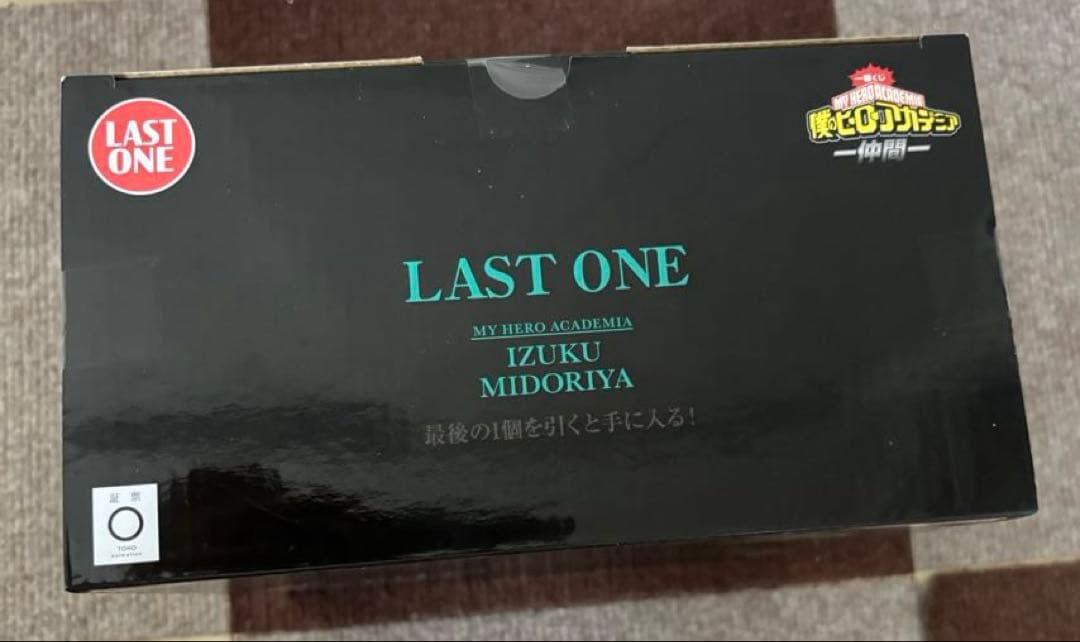 LAST
ONE
一番くじ
MY HERO ACADEMIA
僕のヒーローアカデミア
—仲間—
LAST ONE
MY HERO ACADEMIA
IZUKU
MIDORIYA
最後の1個を引くと手に入る!
証票
TOHO
animation